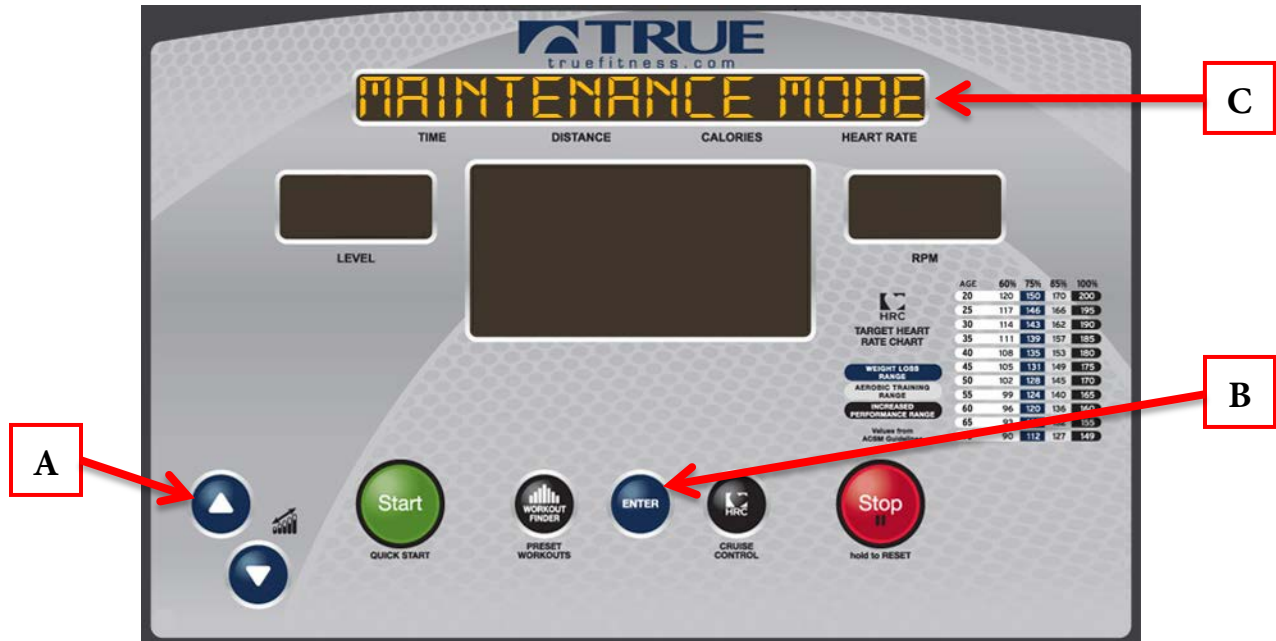 TRUE
truefitness.com
MAINTENANCE MODE
C
TIME DISTANCE CALORIES HEART RATE
LEVEL
RPM
HRC
TARGET HEART
RATE CHART
WEIGHT LOSS
RANGE
AEROBIC TRAINING
RANGE
INCREASED
PERFORMANCE RANGE
Values from
ACSM Guidelines
AGE 60% 75% 85% 100%
20 120 150 170 200
25 117 146 166 195
30 114 143 162 190
35 111 139 157 185
40 108 135 153 180
45 105 131 149 175
50 102 128 145 170
55 99 124 140 165
60 96 120 136 160
65 93 155
90 112 127 149
B
A
Start
QUICK START
WORKOUT
FINDER
PRESET
WORKOUTS
ENTER
HRC
CRUISE
CONTROL
Stop
hold to RESET